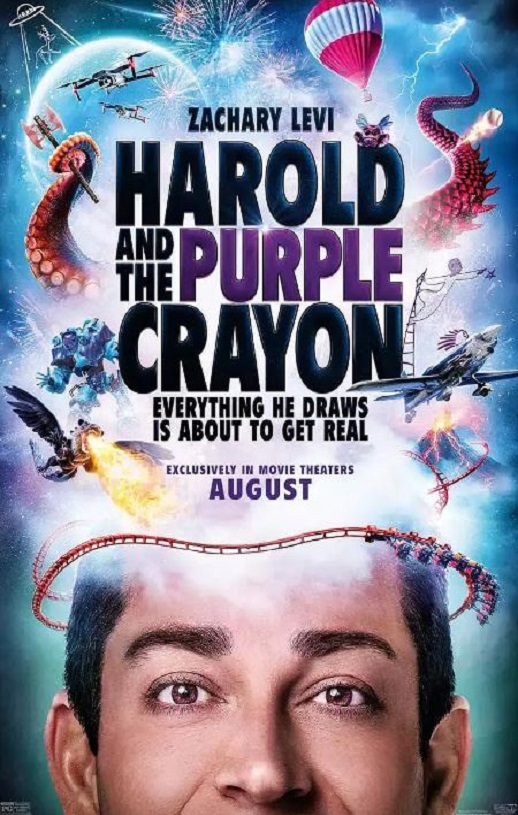 ZACHARY LEVI
HAROLD
AND
THE PURPLE
CRAYON
EVERYTHING HE DRAWS
IS ABOUT TO GET REAL
EXCLUSIVELY IN MOVIE THEATERS
AUGUST